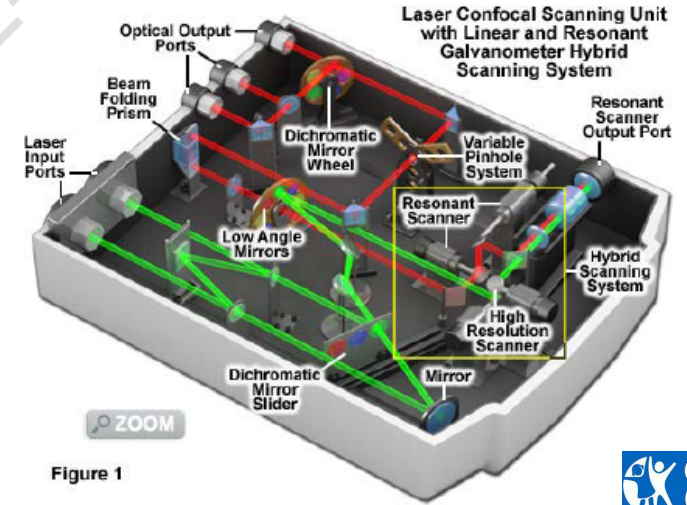 Laser Confocal Scanning Unit
with Linear and Resonant
Galvanometer Hybrid
Scanning System
Optical Output
Ports
Beam
Folding
Prism
Laser
Input
Ports
Dichromatic
Mirror
Wheel
Variable
Pinhole
System
Resonant
Scanner
Output Port
Resonant
Scanner
Low Angle
Mirrors
Hybrid
Scanning
System
High
Resolution
Scanner
Dichromatic
Mirror
Slider
Mirror
ZOOM
Figure 1